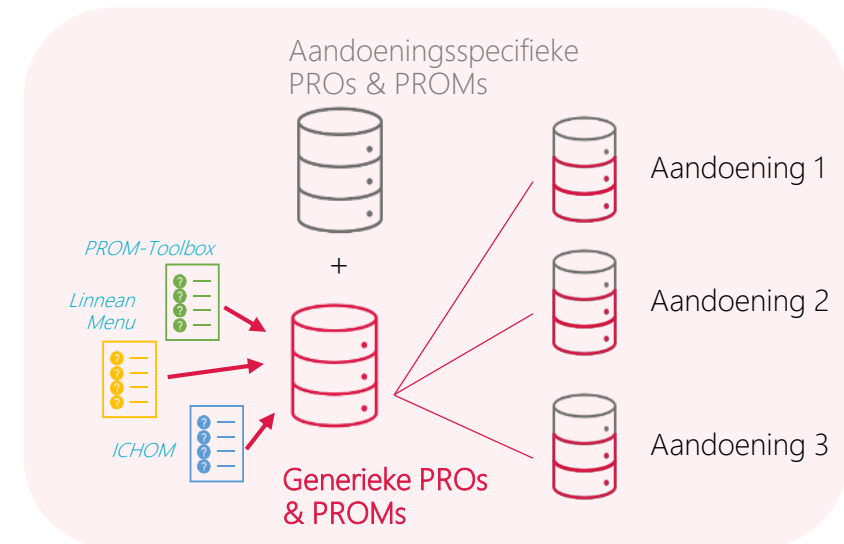 Aandoeningsspecifieke
PROs & PROMs
PROM-Toolbox
Linnean
Menu
ICHOM
+
Generieke PROs
& PROMs
Aandoening 1
Aandoening 2
Aandoening 3